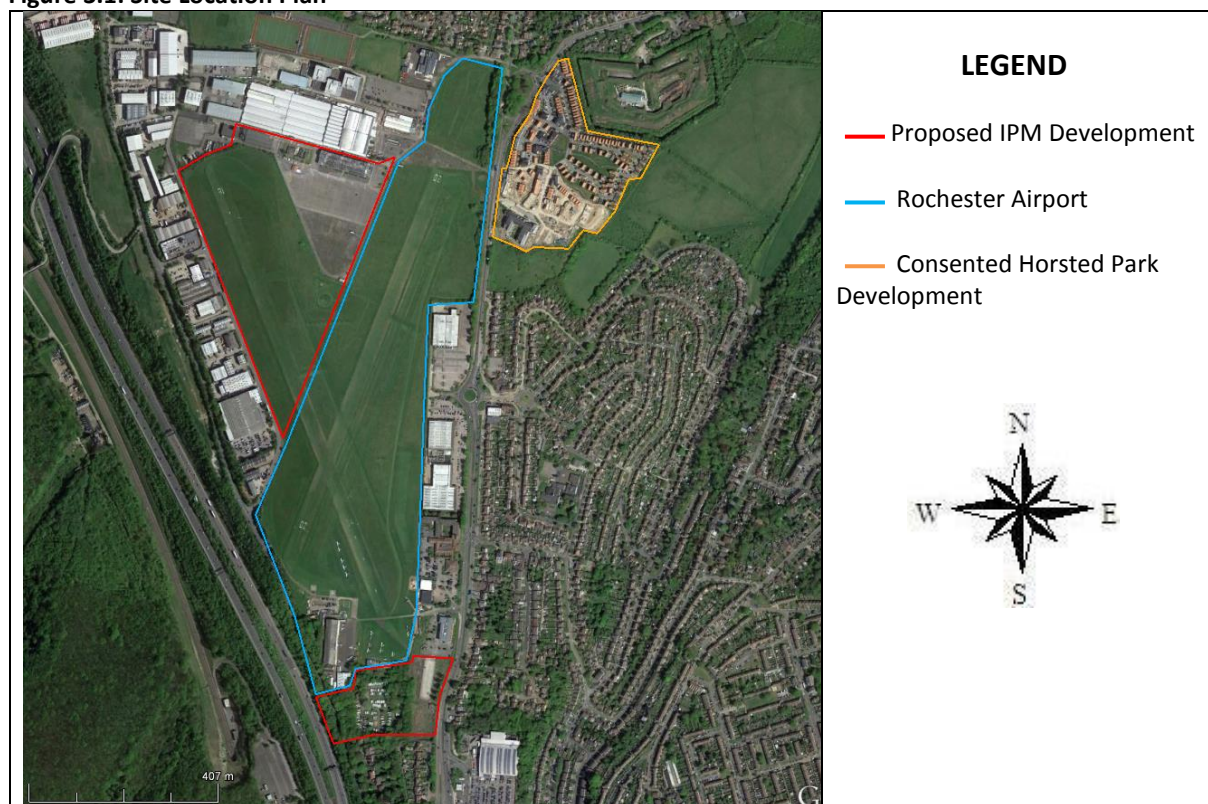 Figure 3.1: Site Location Plan
LEGEND
Proposed IPM Development
Rochester Airport
Consented Horsted Park
Development
N
W E
S
407 m
G